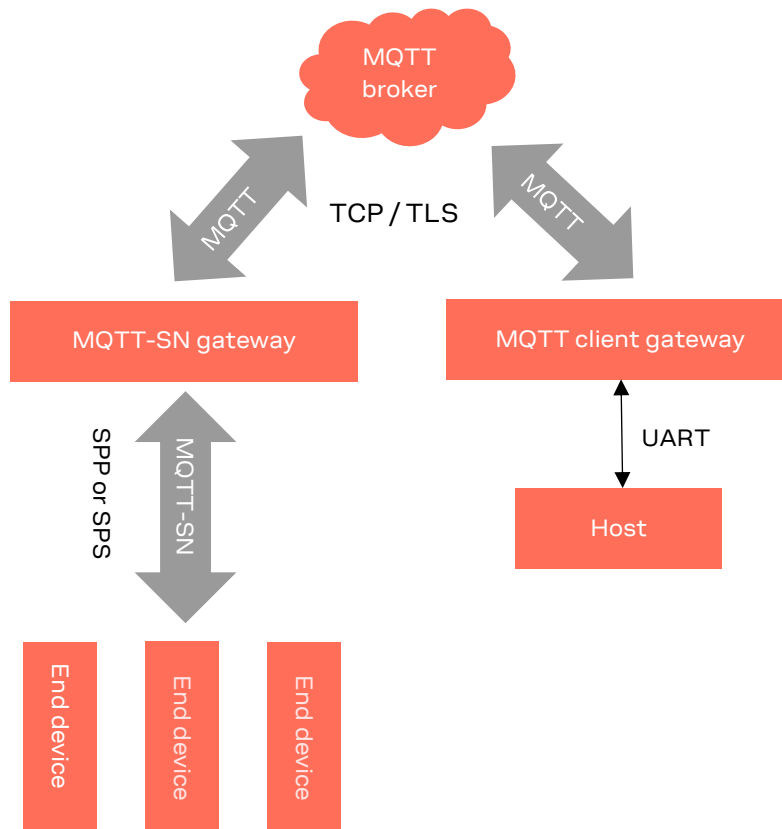 MQTT
broker
MQTT
TCP / TLS
MQTT
MQTT-SN gateway
MQTT client gateway
SPP or SPS
MQTT-SN
UART
Host
End device
End device
End device